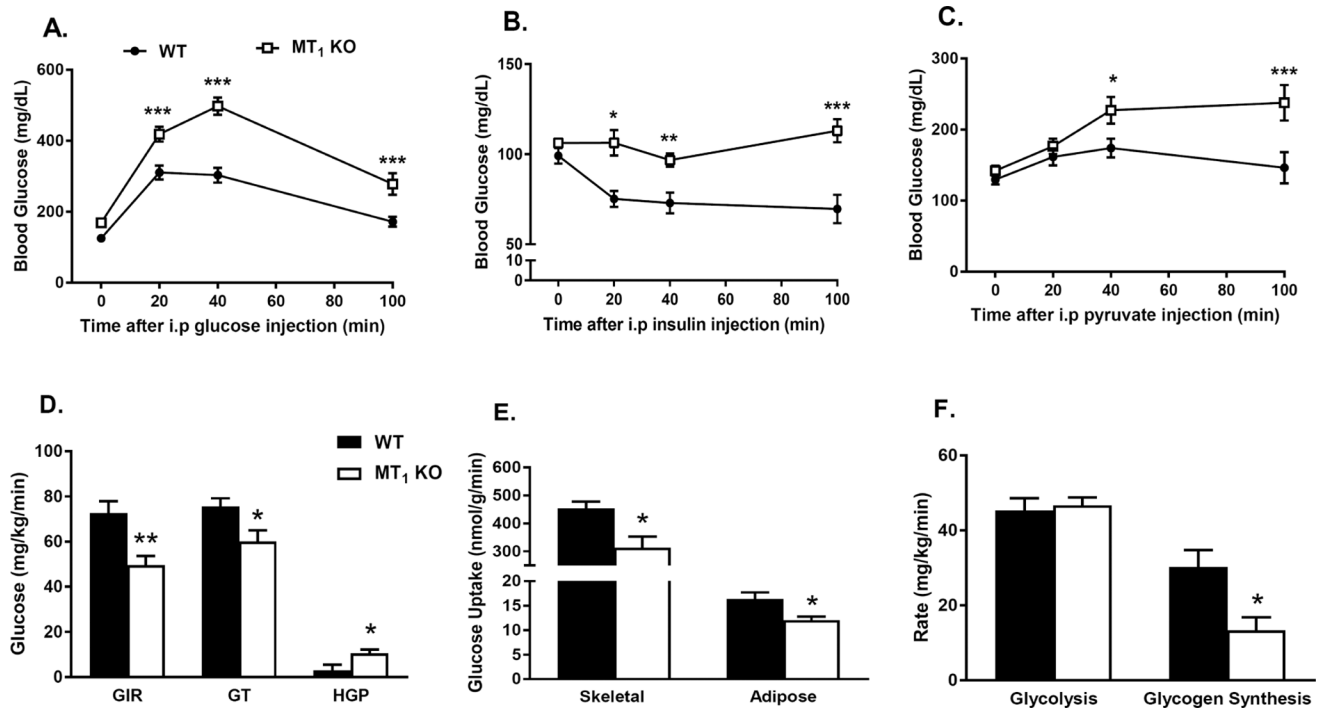 A.
WT
MT₁ KO
Blood Glucose (mg/dL)
600
400
200
0
***
***
***
0 20 40 60 80 100
Time after i.p glucose injection (min)
B.
Blood Glucose (mg/dL)
150
100
50
10
0
*
**
***
0 20 40 60 80 100
Time after i.p insulin injection (min)
C.
Blood Glucose (mg/dL)
300
200
100
0
*
***
0 20 40 60 80 100
Time after i.p pyruvate injection (min)
D.
WT
MT₁ KO
Glucose (mg/kg/min)
100
80
60
40
20
0
**
*
*
GIR GT HGP
E.
Glucose Uptake (nmol/g/min)
600
500
400
300
20
15
10
5
0
*
*
Skeletal Adipose
F.
Rate (mg/kg/min)
60
40
20
0
*
Glycolysis Glycogen Synthesis